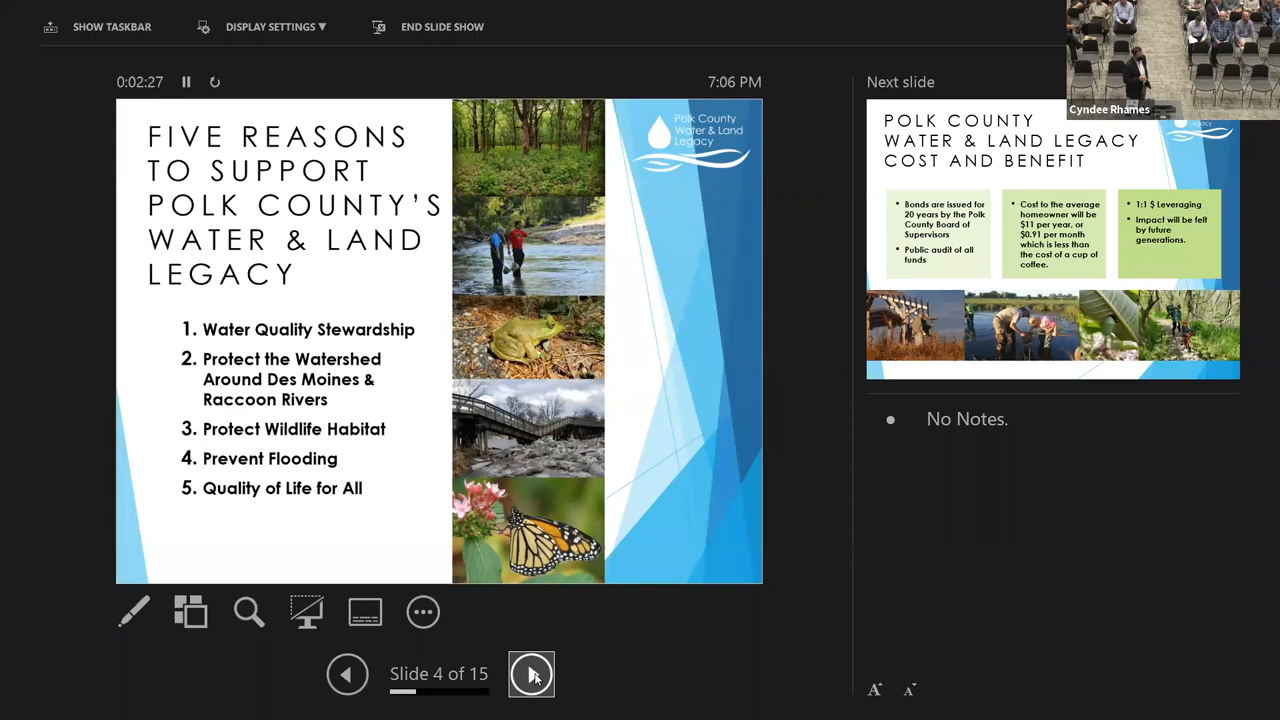 SHOW TASKBAR
DISPLAY SETTINGS ▼
END SLIDE SHOW
0:02:27
7:06 PM
FIVE REASONS
TO SUPPORT
POLK COUNTY'S
WATER & LAND
LEGACY
1. Water Quality Stewardship
2. Protect the Watershed
Around Des Moines &
Raccoon Rivers
3. Protect Wildlife Habitat
4. Prevent Flooding
5. Quality of Life for All
Polk County
Water & Land
Legacy
Slide 4 of 15
Next slide
Cyndee Rhames
POLK COUNTY
WATER & LAND LEGACY
COST AND BENEFIT
Legacy
• Bonds are issued for
20 years by the Polk
County Board of
Supervisors
• Public audit of all
funds
• Cost to the average
homeowner will be
$11 per year, or
$0.91 per month
which is less than
the cost of a cup of
coffee.
• 1:1 $ Leveraging
• Impact will be felt
by future
generations.
• No Notes.
A A